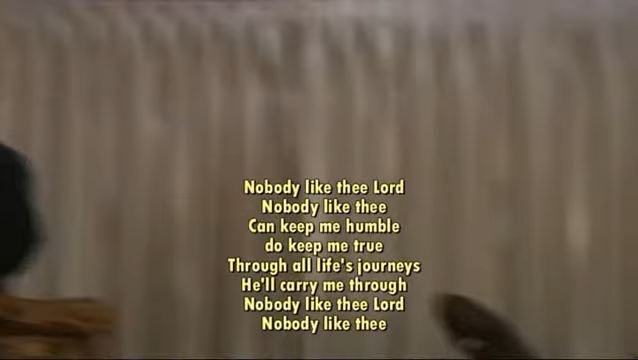 Nobody like thee Lord
Nobody like thee
Can keep me humble
do keep me true
Through all life's journeys
He'll carry me through
Nobody like thee Lord
Nobody like thee